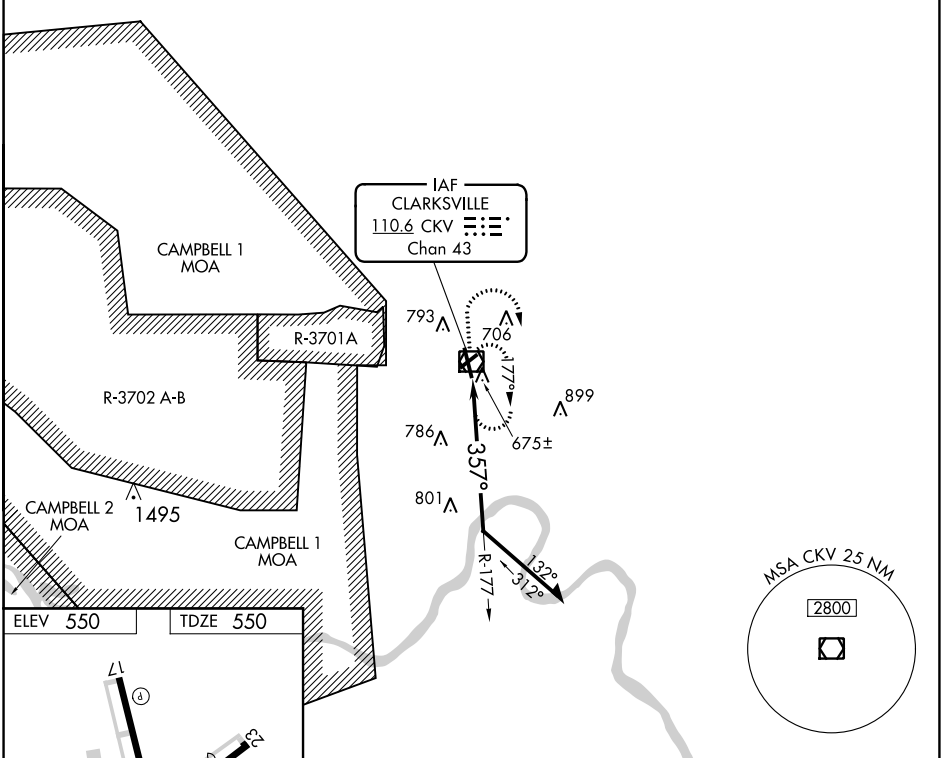 IAF
CLARKSVILLE
110.6 CKV
Chan 43
CAMPBELL 1
MOA
R-3701A
793
706
177°
899
R-3702 A-B
786
675±
357°
801
CAMPBELL 2
MOA
1495
CAMPBELL 1
MOA
R-177
132°
312°
MSA CKV 25 NM
2800
ELEV 550
TDZE 550
17
P
23